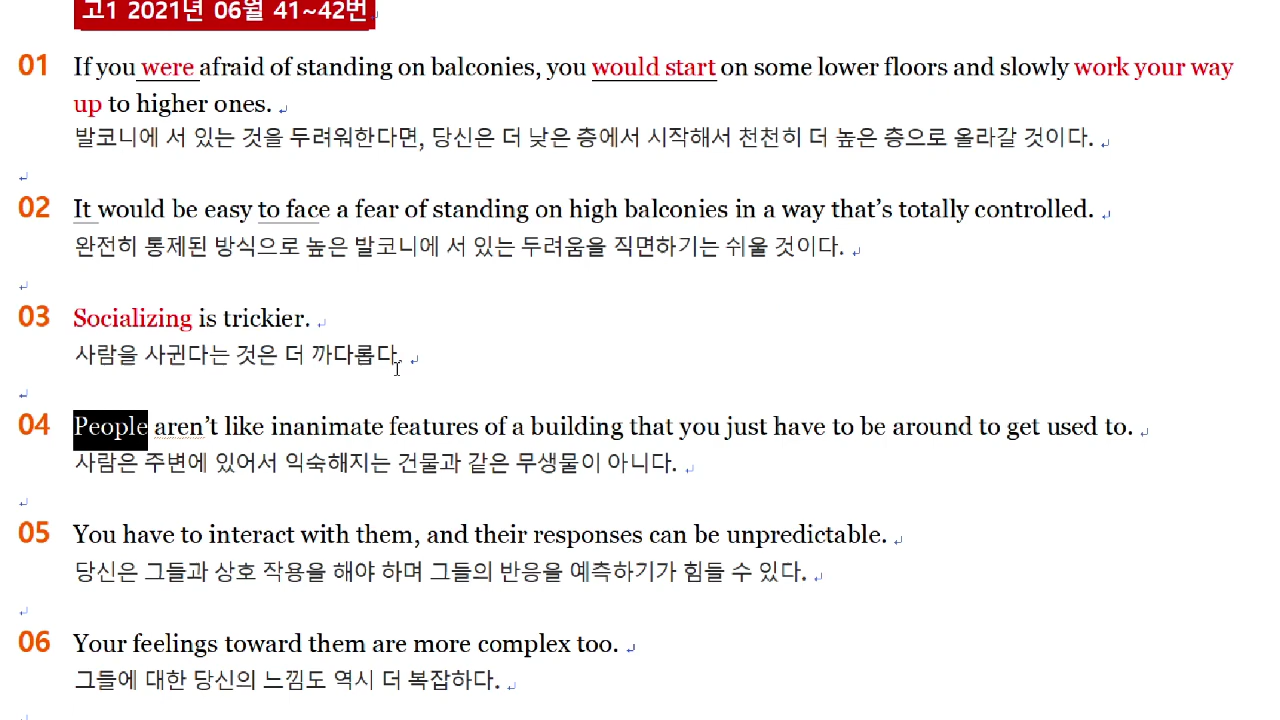 고1 2021년 06월 41~42번
01 If you were afraid of standing on balconies, you would start on some lower floors and slowly work your way
up to higher ones.
발코니에 서 있는 것을 두려워한다면, 당신은 더 낮은 층에서 시작해서 천천히 더 높은 층으로 올라갈 것이다.
02 It would be easy to face a fear of standing on high balconies in a way that’s totally controlled.
완전히 통제된 방식으로 높은 발코니에 서 있는 두려움을 직면하기는 쉬울 것이다.
03 Socializing is trickier.
사람을 사귄다는 것은 더 까다롭다.
04 People aren’t like inanimate features of a building that you just have to be around to get used to.
사람은 주변에 있어서 익숙해지는 건물과 같은 무생물이 아니다.
05 You have to interact with them, and their responses can be unpredictable.
당신은 그들과 상호 작용을 해야 하며 그들의 반응을 예측하기가 힘들 수 있다.
06 Your feelings toward them are more complex too.
그들에 대한 당신의 느낌도 역시 더 복잡하다.